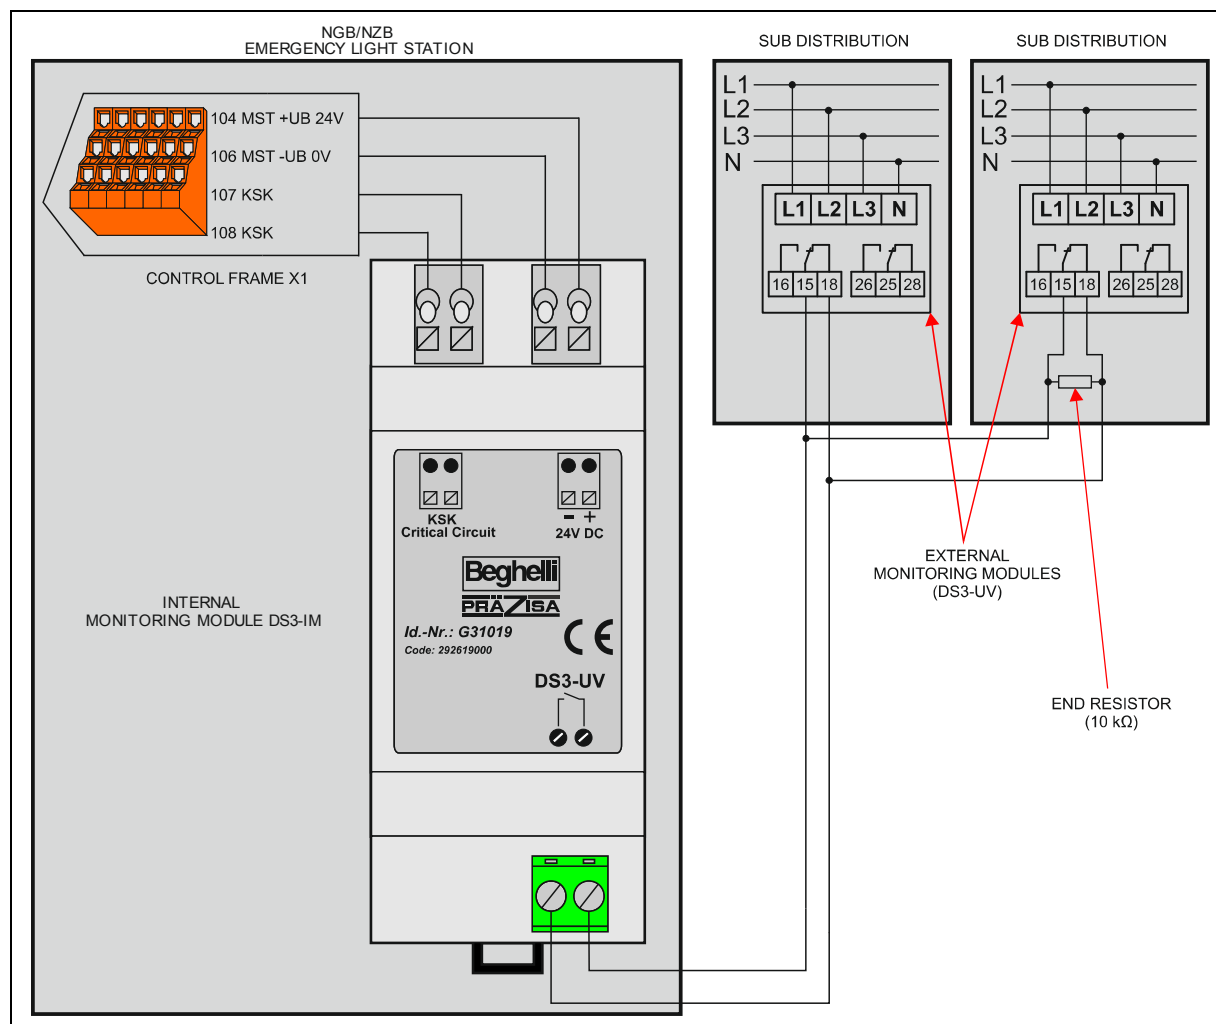 NGB/NZB
EMERGENCY LIGHT STATION
104 MST +UB 24V
106 MST -UB 0V
107 KSK
108 KSK
CONTROL FRAME X1
KSK
Critical Circuit
- +
24V DC
Beghelli
PRÄZISA
Id.-Nr.: G31019
Code: 292619000
CE
DS3-UV
INTERNAL
MONITORING MODULE DS3-IM
SUB DISTRIBUTION
L1
L2
L3
N
L1 L2 L3 N
16 15 18 26 25 28
SUB DISTRIBUTION
L1
L2
L3
N
L1 L2 L3 N
16 15 18 26 25 28
EXTERNAL
MONITORING MODULES
(DS3-UV)
END RESISTOR
(10 kΩ)